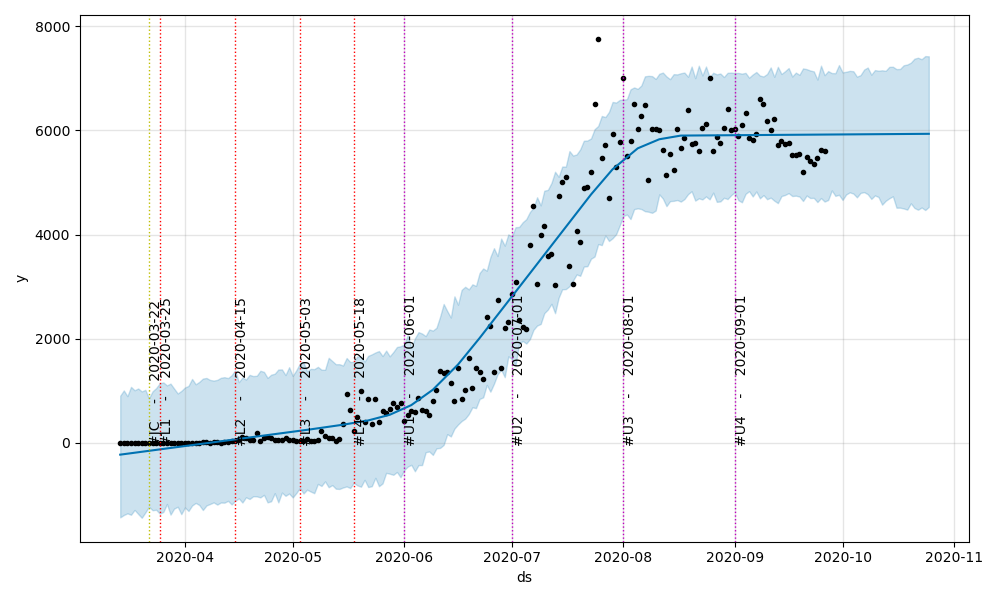 8000
6000
4000
2000
0
y
#JC - 2020-03-22
#L1 - 2020-03-25
#L2 - 2020-04-15
#L3 - 2020-05-03
#L4 - 2020-05-18
#U1 - 2020-06-01
#U2 - 2020-07-01
#U3 - 2020-08-01
#U4 - 2020-09-01
2020-04
2020-05
2020-06
2020-07
2020-08
2020-09
2020-10
2020-11
ds